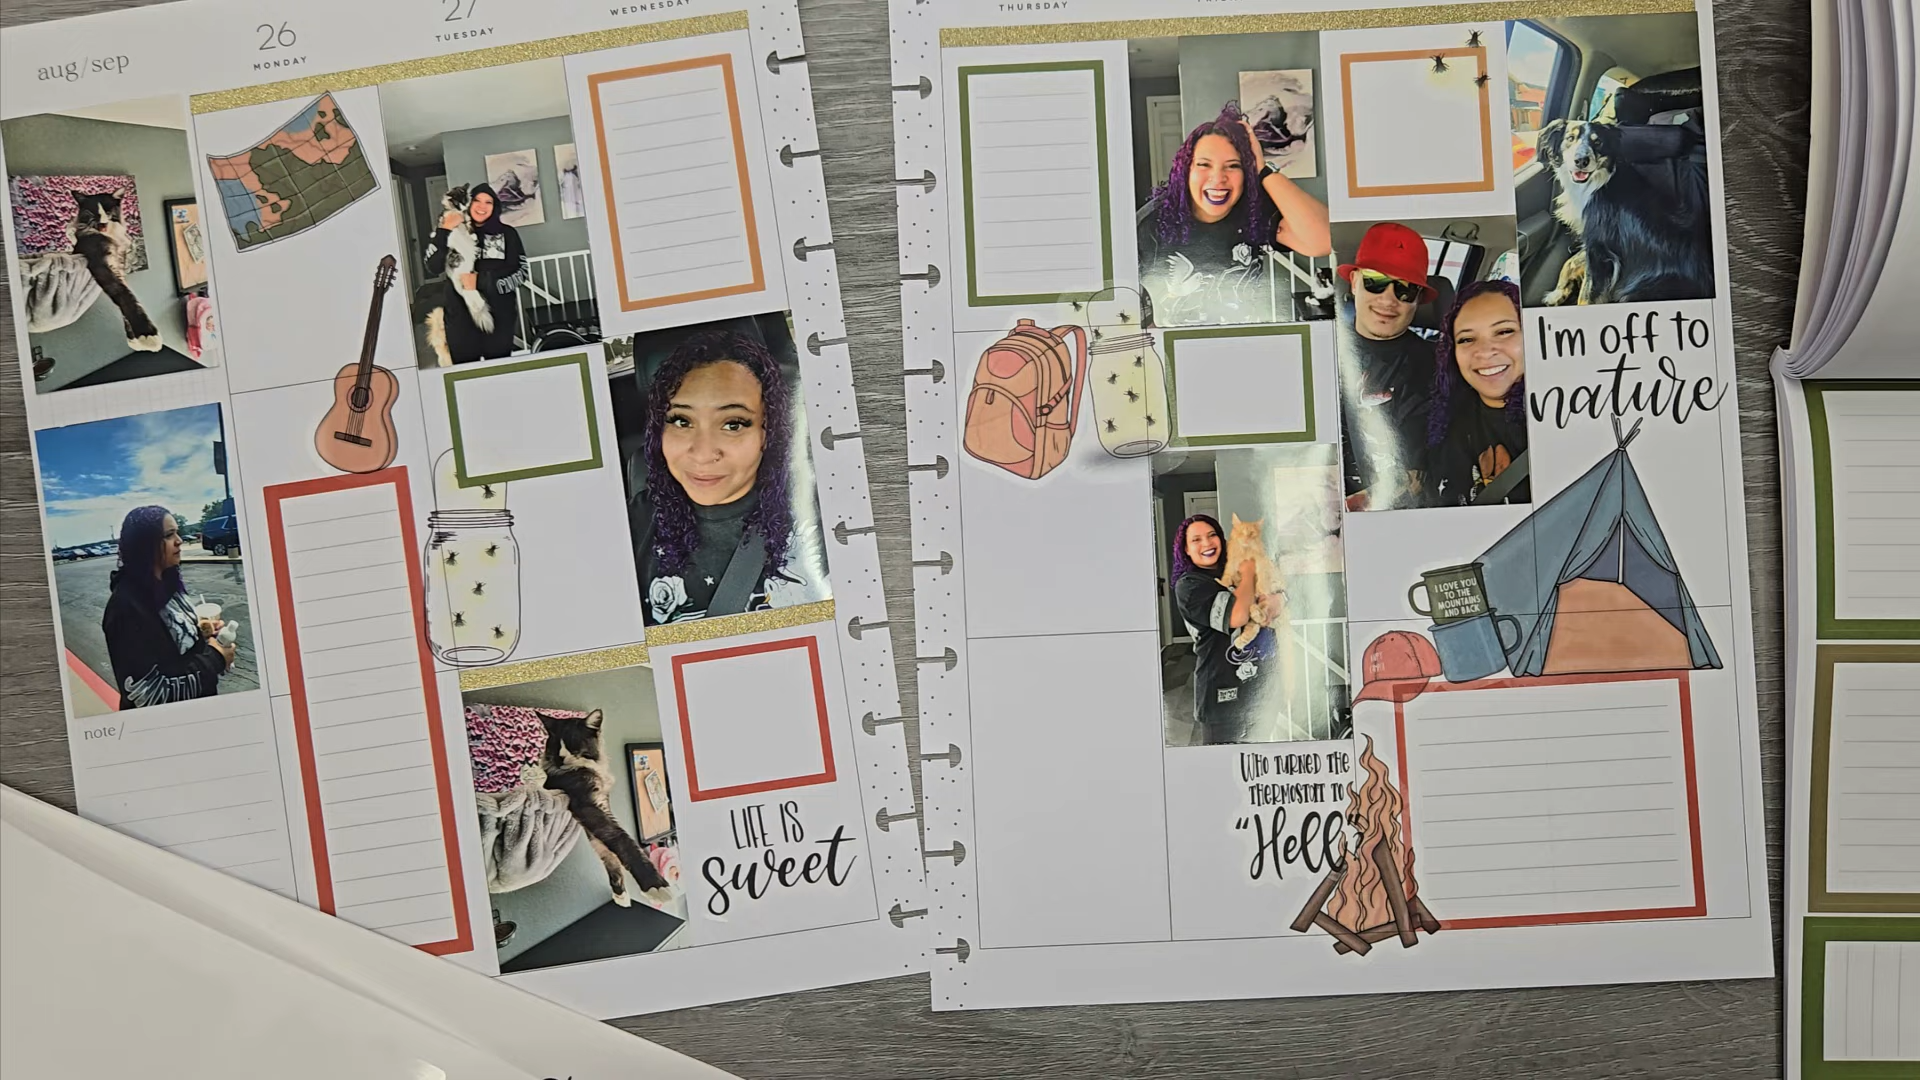 aug/sep
26
MONDAY
27
TUESDAY
WEDNESDAY
THURSDAY
note/
LIFE IS
sweet
I'm off to
nature
I LOVE YOU
TO THE
MOUNTAINS
AND BACK
WHO TURNED THE
THERMOSTAT TO
"Hell"